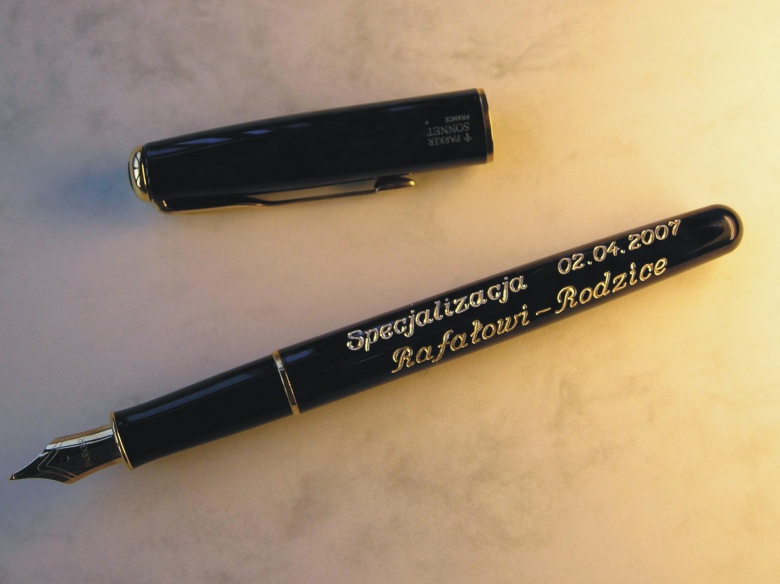 PARKER
SONNET
FRANCE
Specjalizacja 02.04.2007
Rafałowi – Rodzice